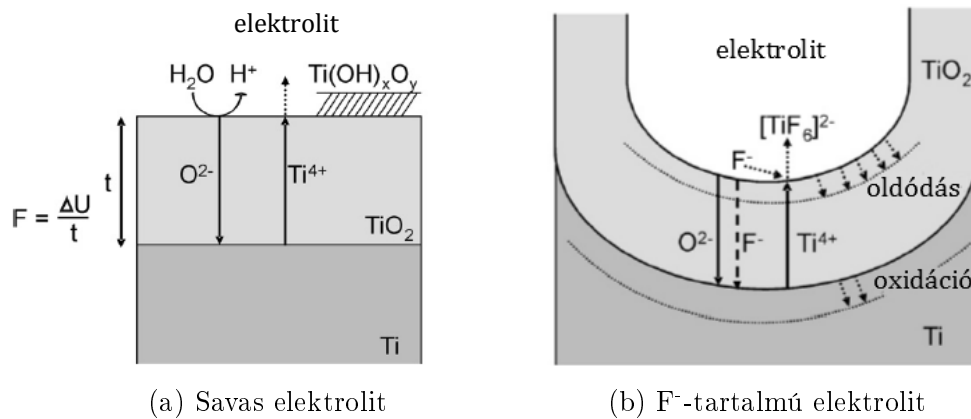 elektrolit
H₂O H⁺ Ti(OH)ₓOᵧ
t
O²⁻ Ti⁴⁺
𝔽 = ΔU/t
TiO₂
Ti
(a) Savas elektrolit
elektrolit
TiO₂
[TiF₆]²⁻
F⁻
oldódás
O²⁻ F⁻ Ti⁴⁺
oxidáció
Ti
(b) F⁻-tartalmú elektrolit